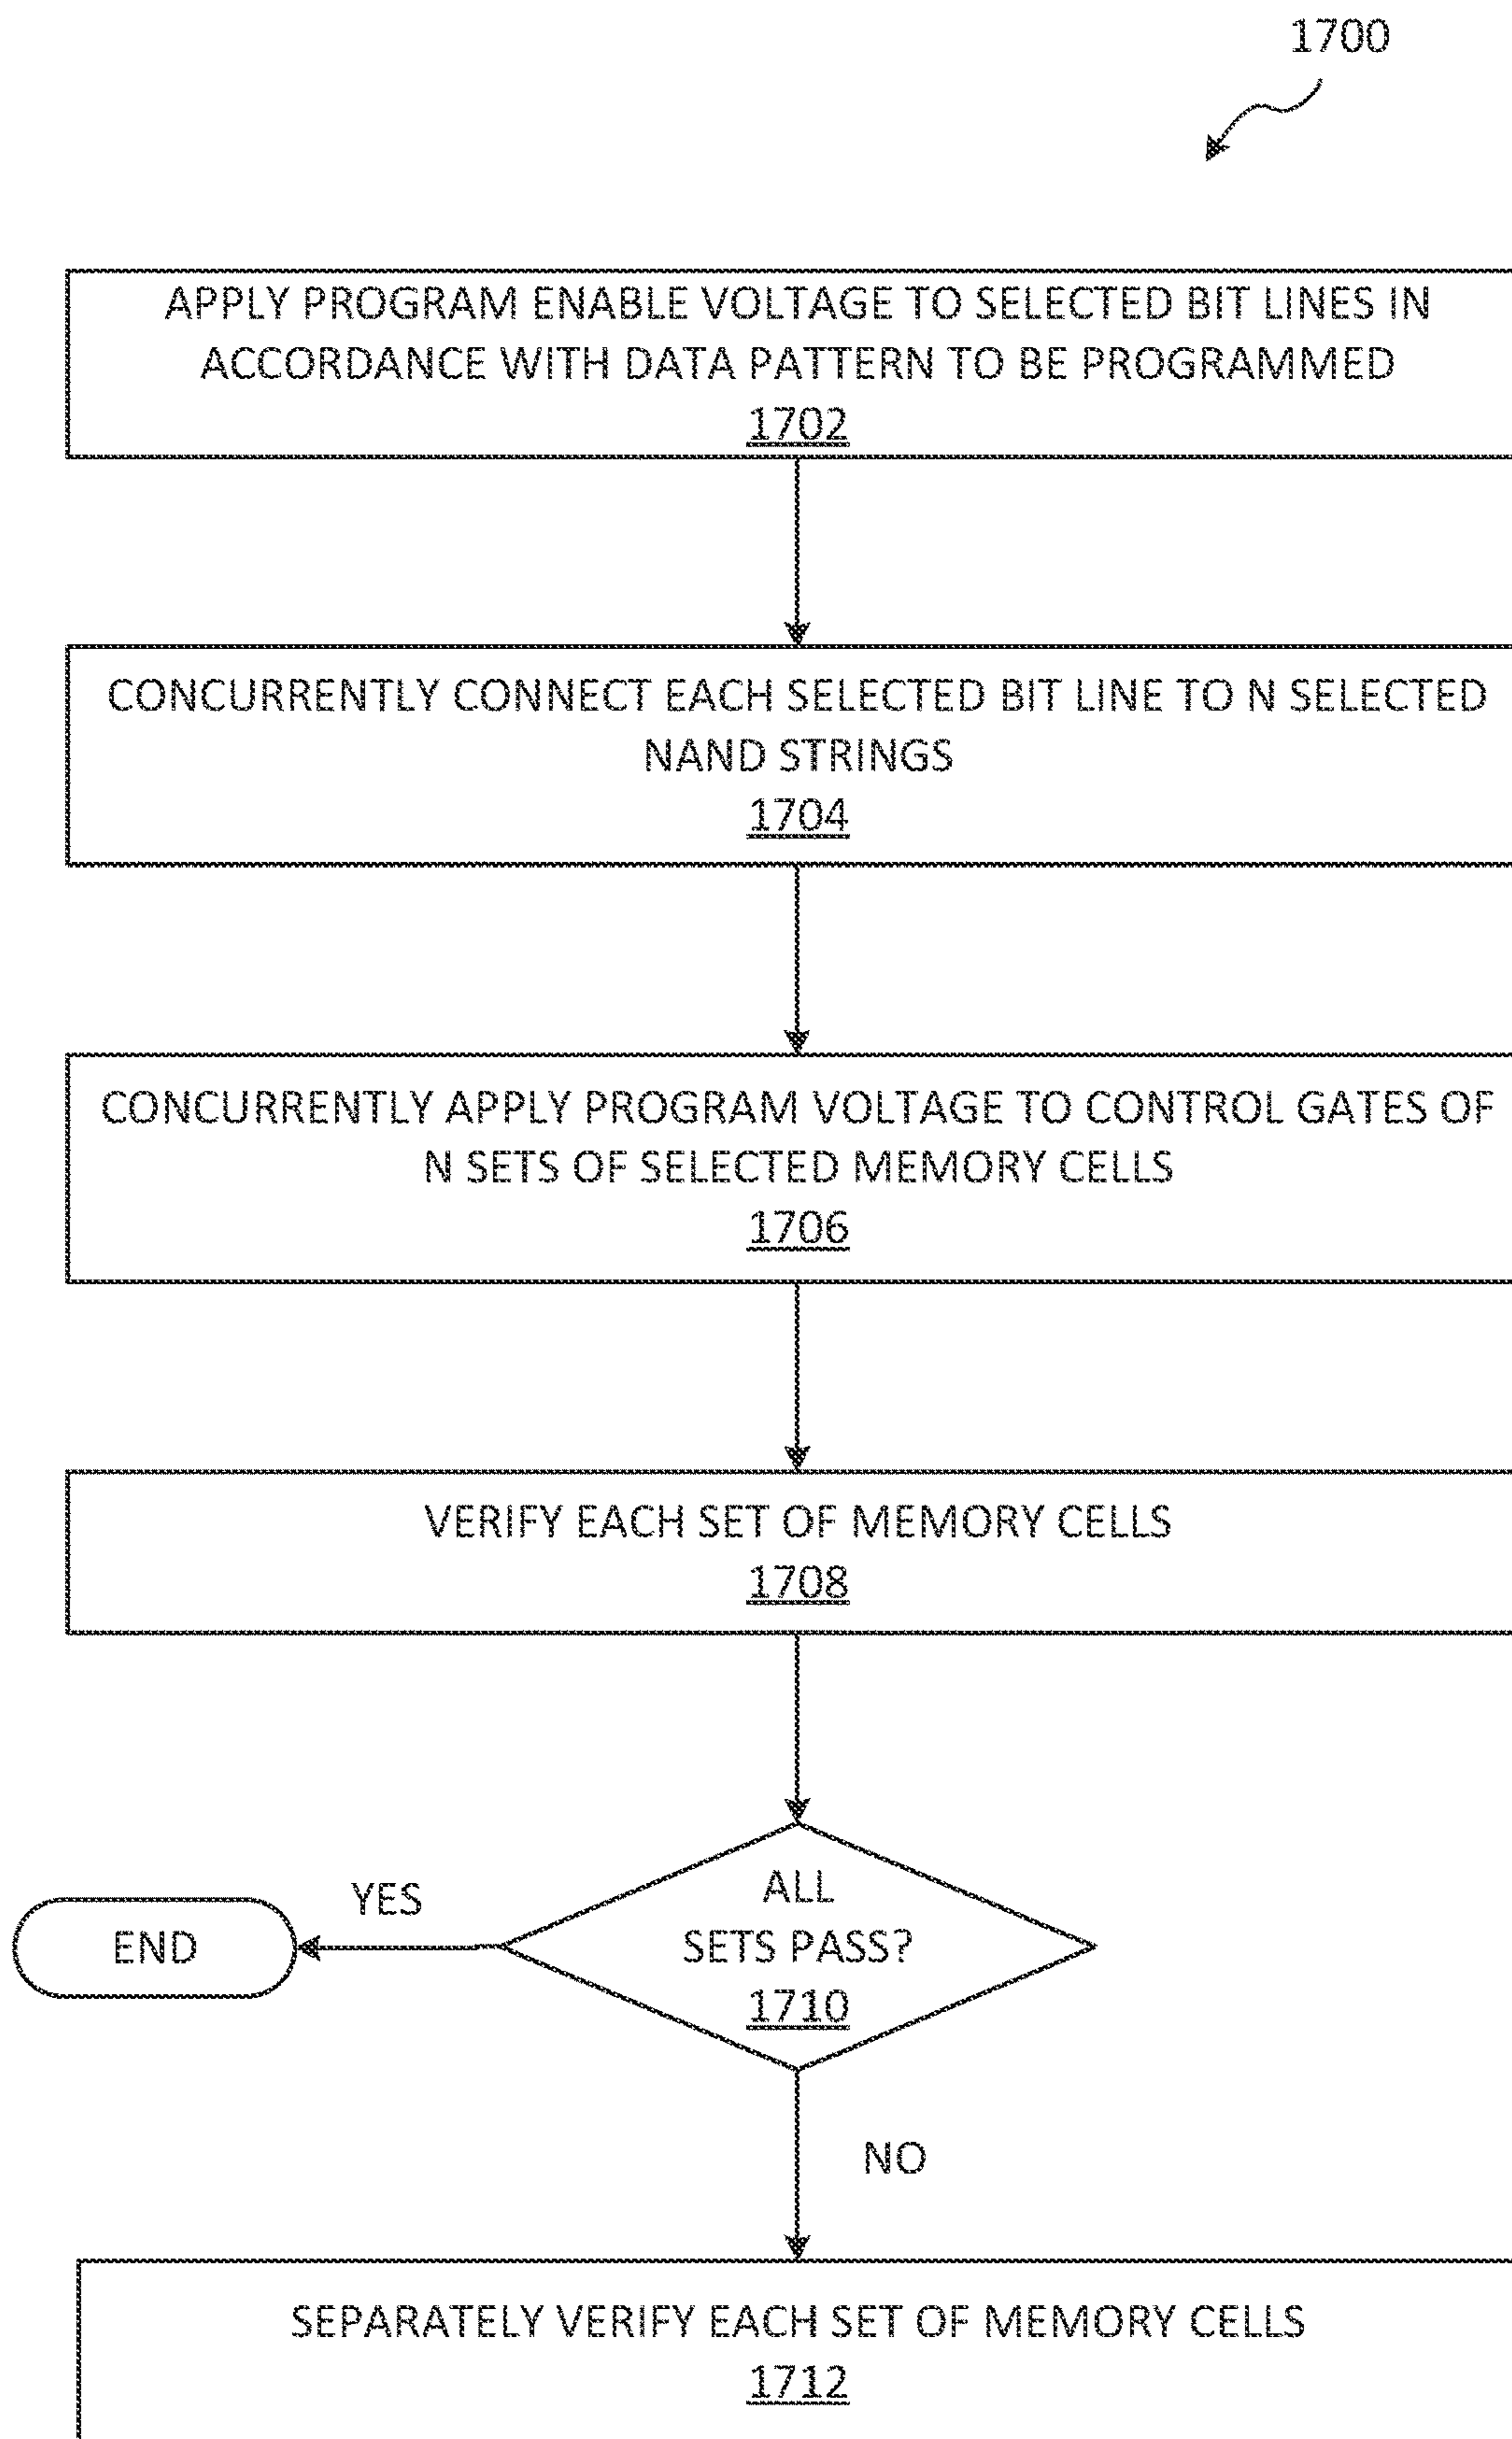 1700
APPLY PROGRAM ENABLE VOLTAGE TO SELECTED BIT LINES IN
ACCORDANCE WITH DATA PATTERN TO BE PROGRAMMED
1702
CONCURRENTLY CONNECT EACH SELECTED BIT LINE TO N SELECTED
NAND STRINGS
1704
CONCURRENTLY APPLY PROGRAM VOLTAGE TO CONTROL GATES OF
N SETS OF SELECTED MEMORY CELLS
1706
VERIFY EACH SET OF MEMORY CELLS
1708
ALL
SETS PASS?
1710
YES
END
NO
SEPARATELY VERIFY EACH SET OF MEMORY CELLS
1712